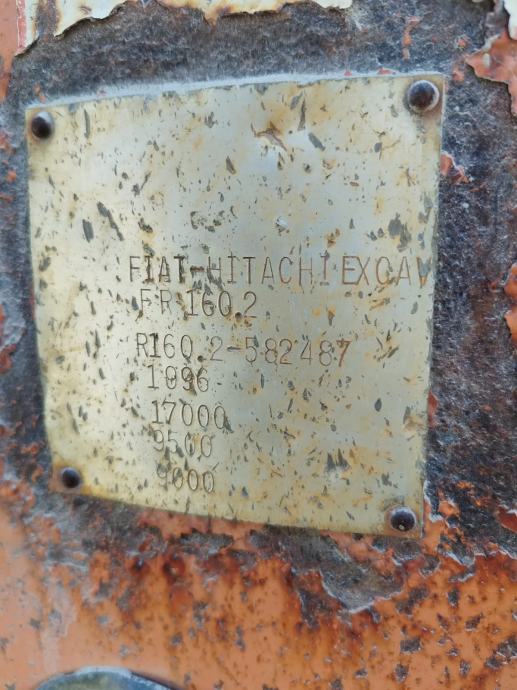 FIAT-HITACHI EXCAV
FR 160.2
R160.2-582487
1996
17000
9500
9000